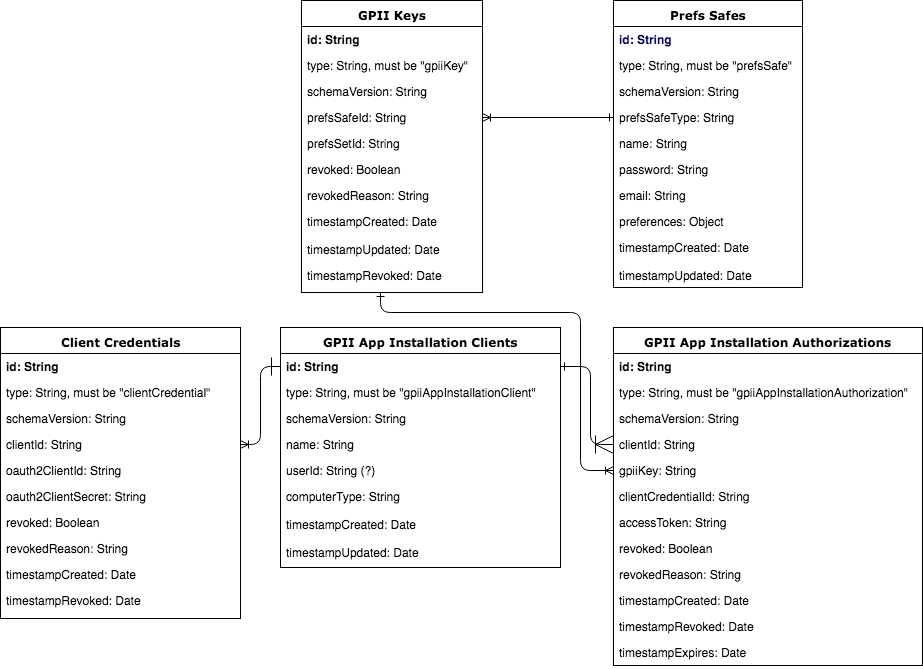 GPII Keys
id: String
type: String, must be "gpiiKey"
schemaVersion: String
prefsSafeId: String
prefsSetId: String
revoked: Boolean
revokedReason: String
timestampCreated: Date
timestampUpdated: Date
timestampRevoked: Date
Prefs Safes
id: String
type: String, must be "prefsSafe"
schemaVersion: String
prefsSafeType: String
name: String
password: String
email: String
preferences: Object
timestampCreated: Date
timestampUpdated: Date
Client Credentials
id: String
type: String, must be "clientCredential"
schemaVersion: String
clientId: String
oauth2ClientId: String
oauth2ClientSecret: String
revoked: Boolean
revokedReason: String
timestampCreated: Date
timestampRevoked: Date
GPII App Installation Clients
id: String
type: String, must be "gpiiAppInstallationClient"
schemaVersion: String
name: String
userId: String (?)
computerType: String
timestampCreated: Date
timestampUpdated: Date
GPII App Installation Authorizations
id: String
type: String, must be "gpiiAppInstallationAuthorization"
schemaVersion: String
clientId: String
gpiiKey: String
clientCredentialId: String
accessToken: String
revoked: Boolean
revokedReason: String
timestampCreated: Date
timestampRevoked: Date
timestampExpires: Date